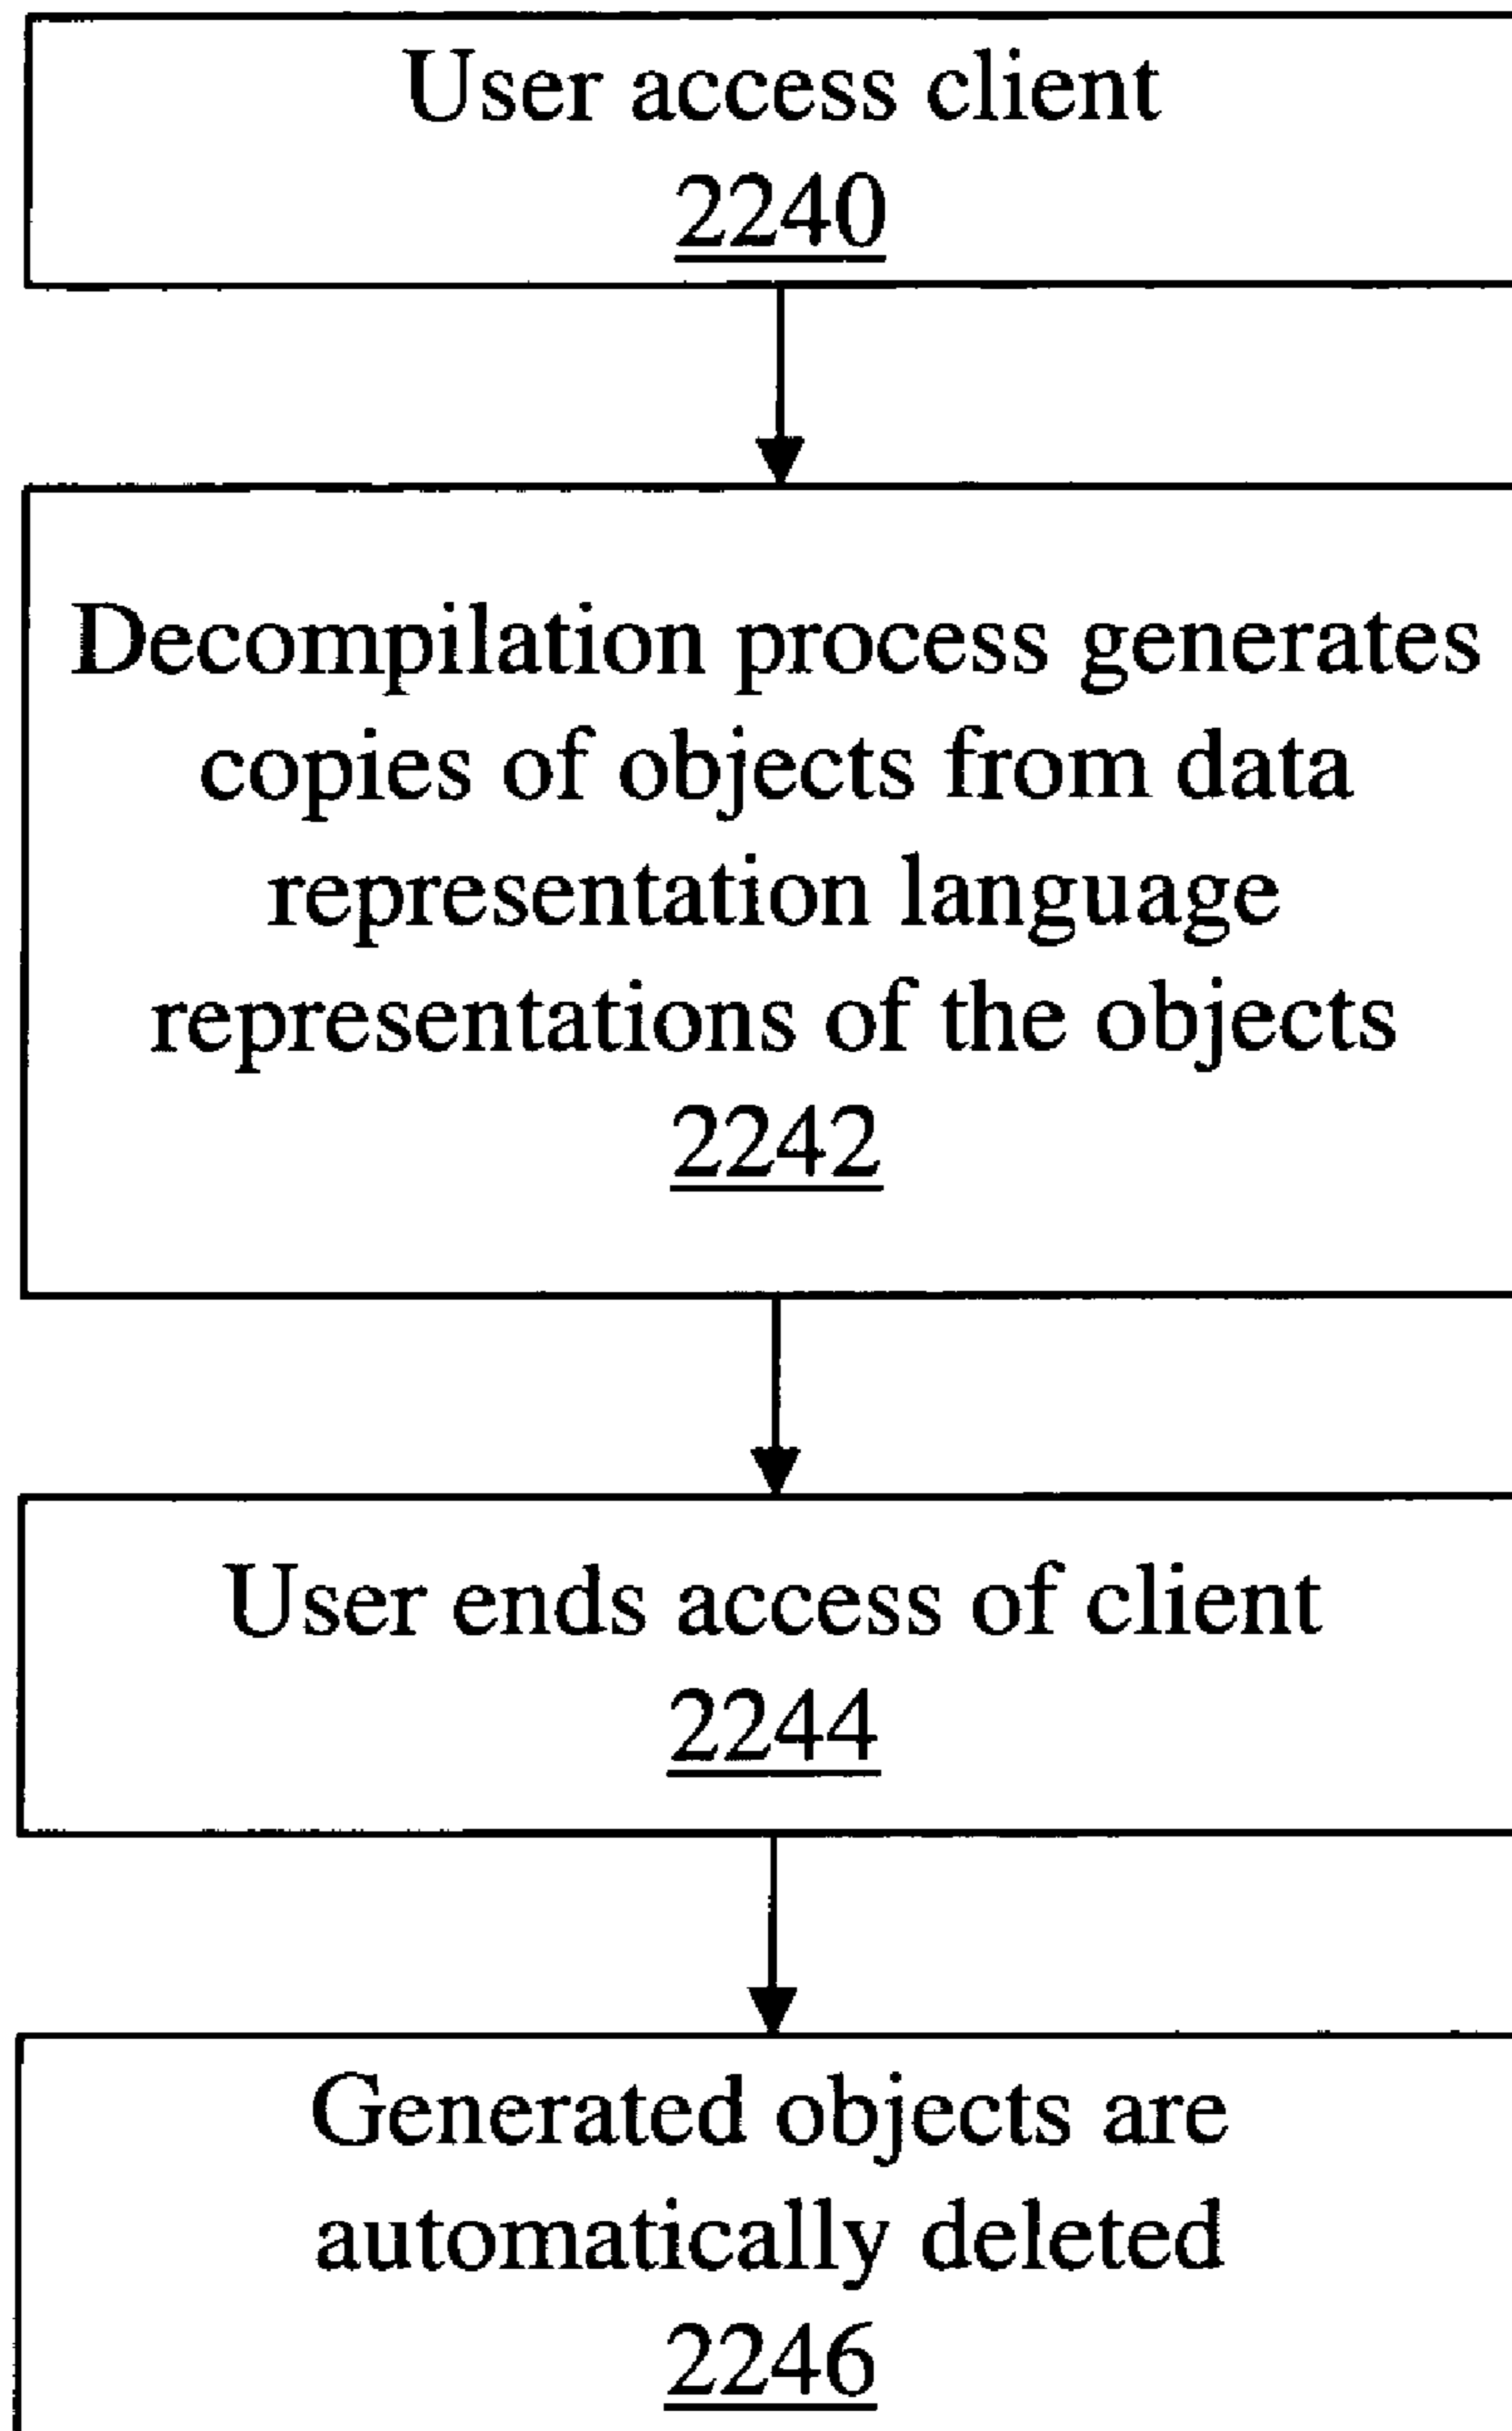 User access client
2240
Decompilation process generates
copies of objects from data
representation language
representations of the objects
2242
User ends access of client
2244
Generated objects are
automatically deleted
2246